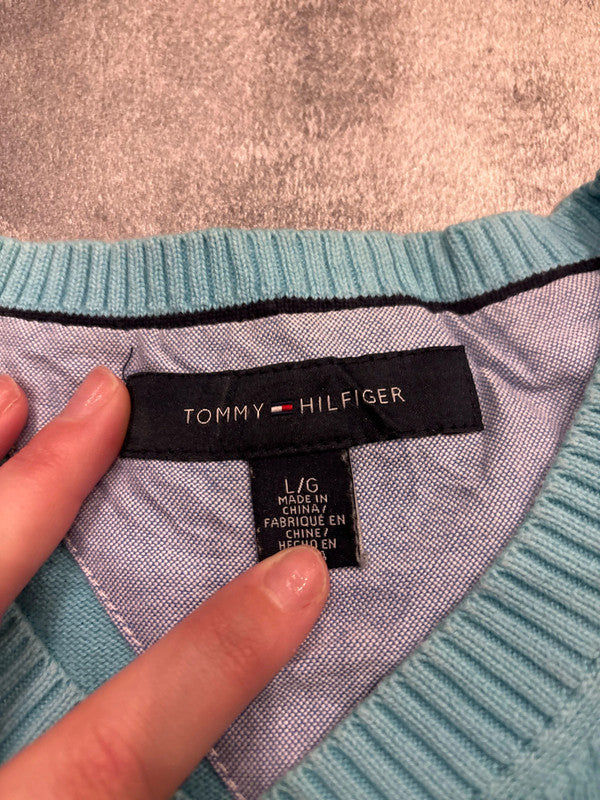 TOMMY HILFIGER
L/G
MADE IN
CHINA/
FABRIQUÉ EN
CHINE/
HECHO EN